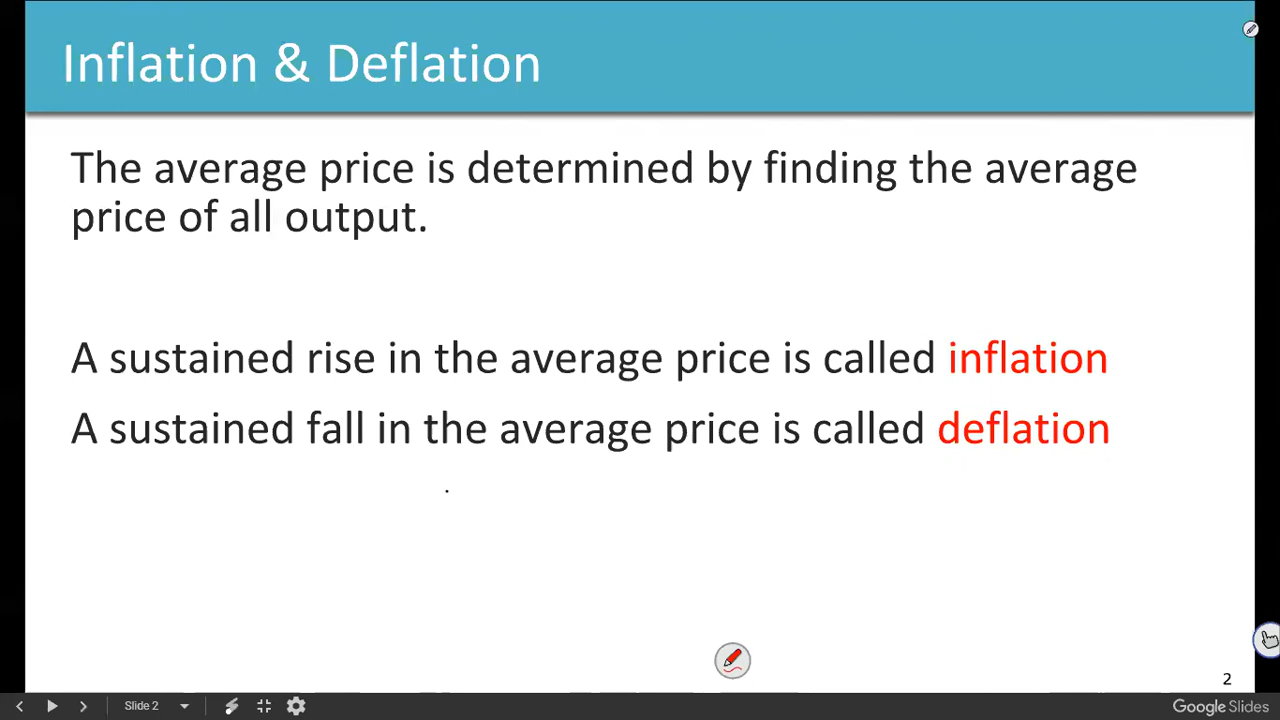 Inflation & Deflation
The average price is determined by finding the average
price of all output.
A sustained rise in the average price is called inflation
A sustained fall in the average price is called deflation
2
Slide 2
Google Slides